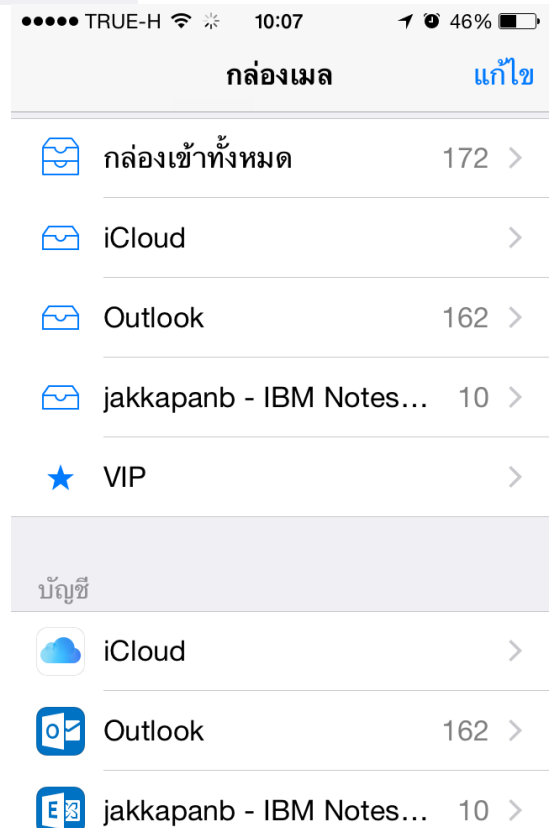 TRUE-H 10:07 46%
กล่องเมล แก้ไข
กล่องเข้าทั้งหมด 172
iCloud
Outlook 162
jakkapanb - IBM Notes… 10
VIP
บัญชี
iCloud
Outlook 162
jakkapanb - IBM Notes… 10